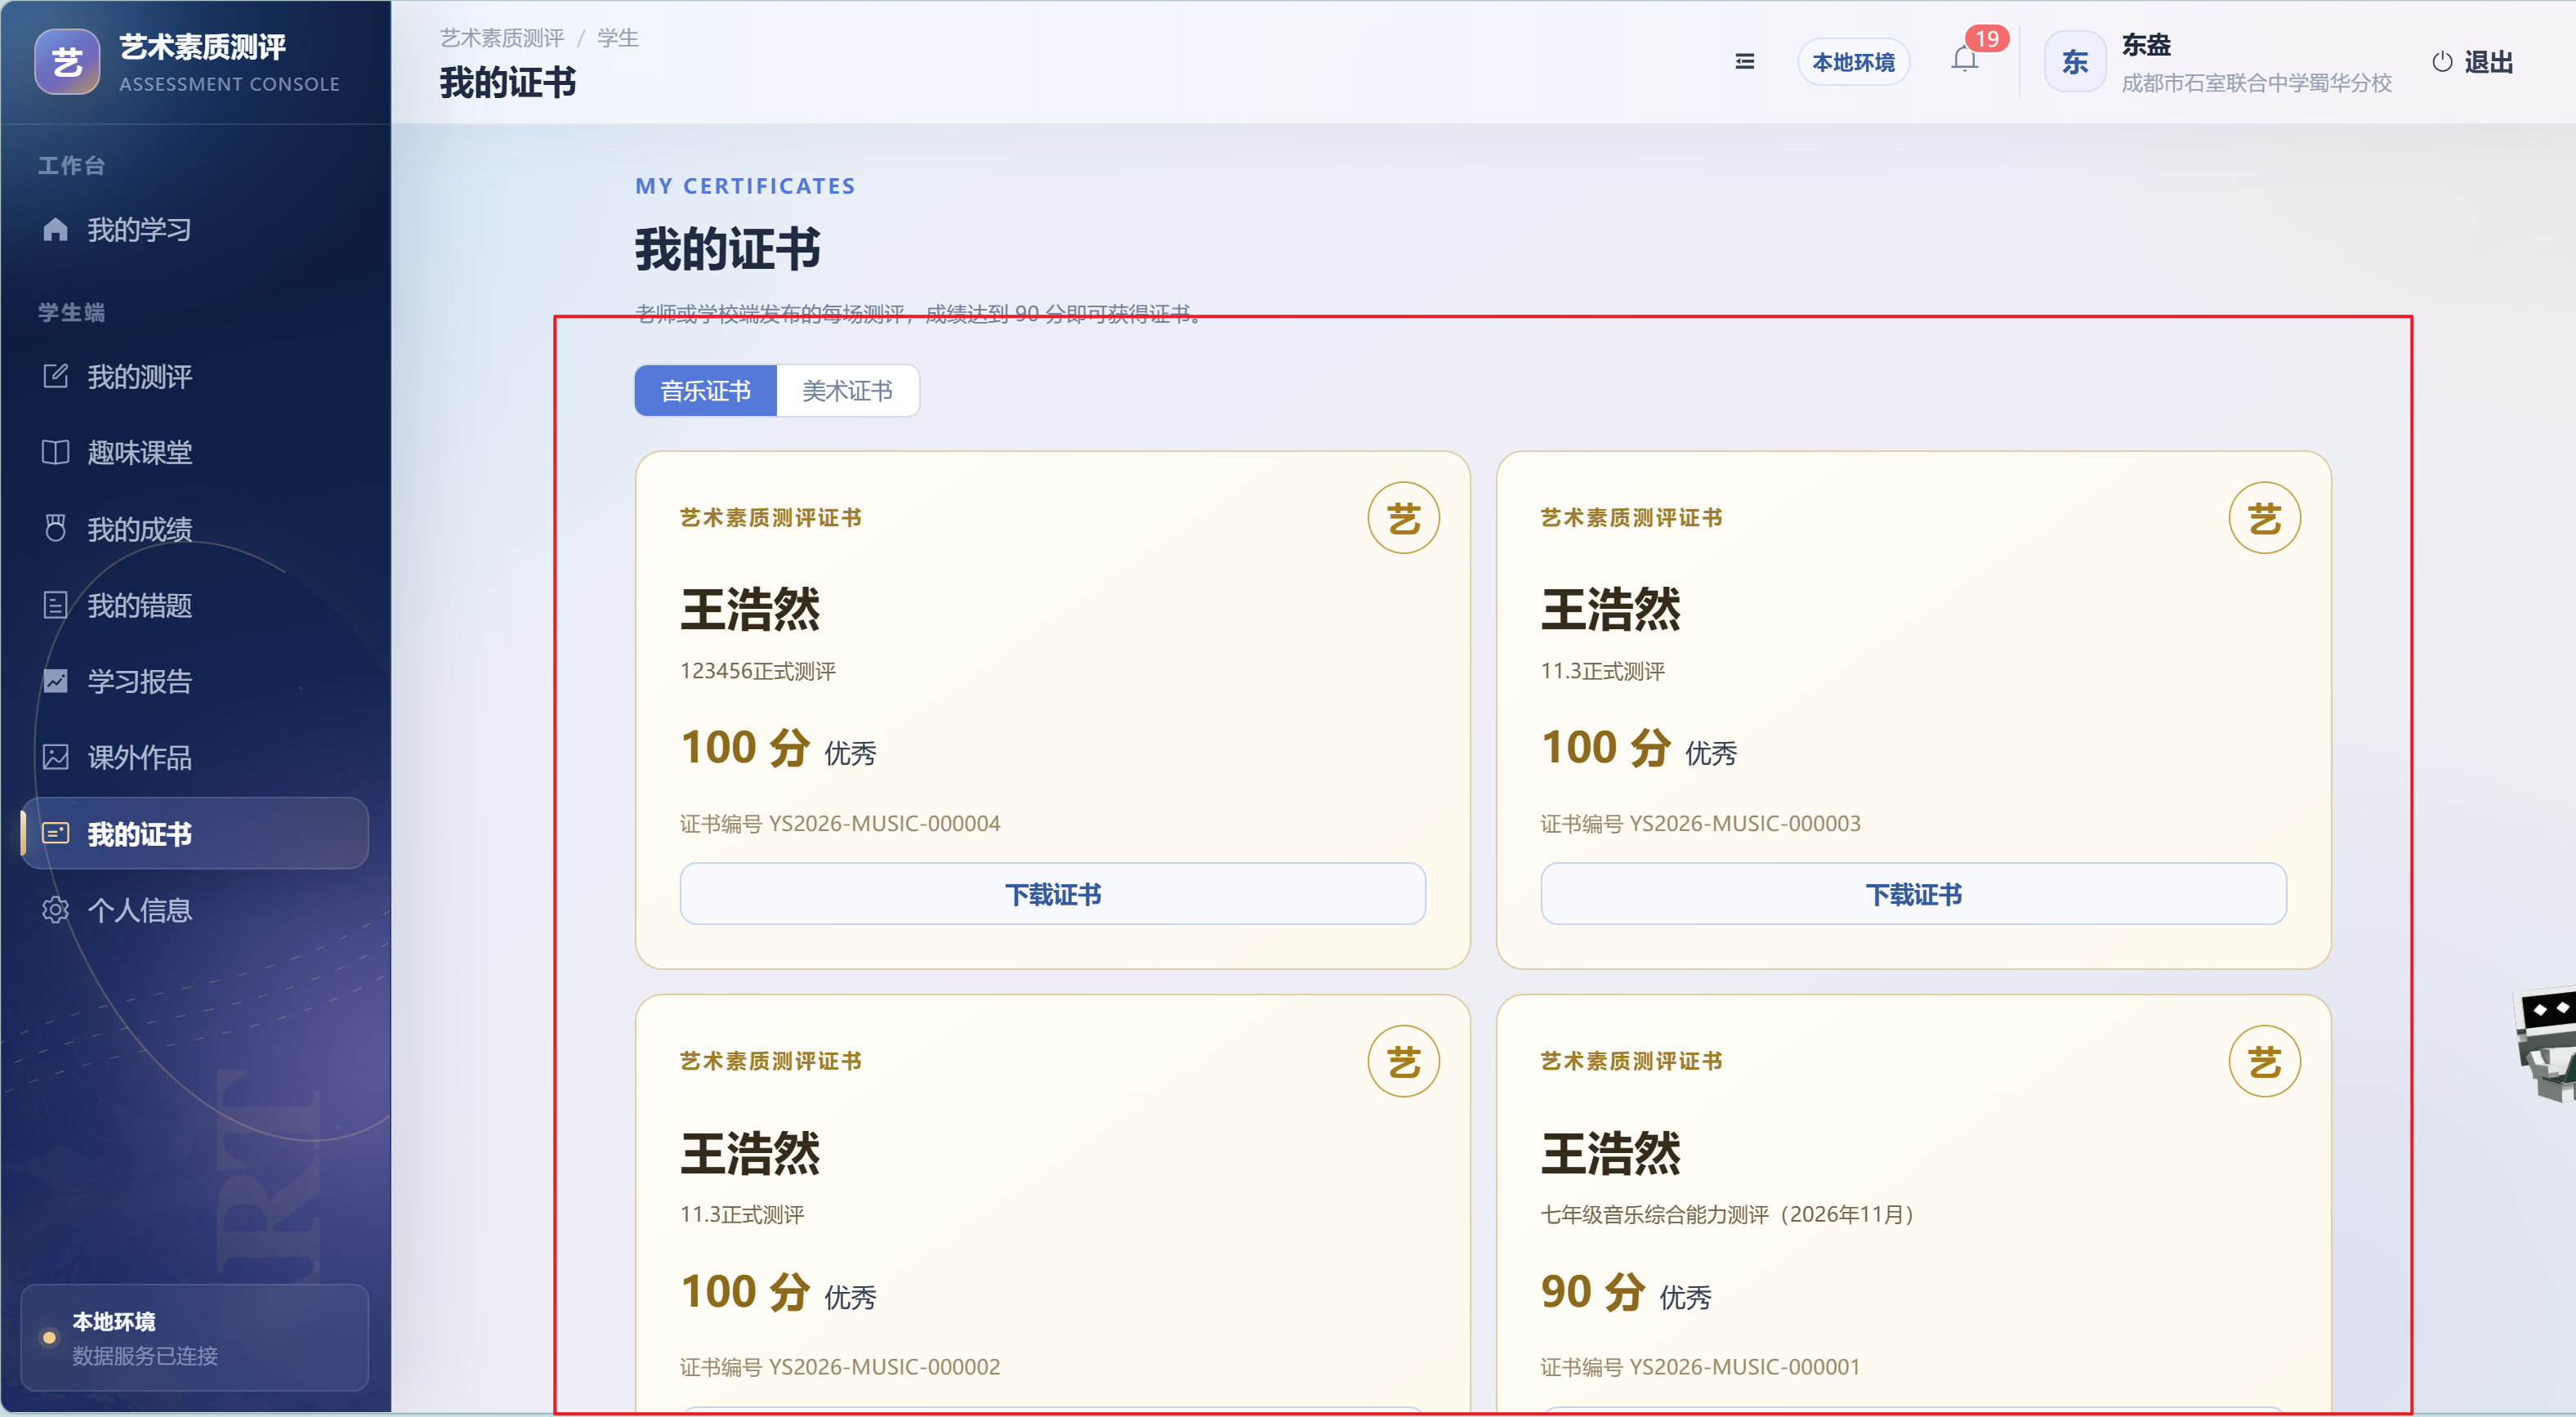 艺
艺术素质测评
ASSESSMENT CONSOLE
工作台
我的学习
学生端
我的测评
趣味课堂
我的成绩
我的错题
学习报告
课外作品
我的证书
个人信息
ART
本地环境
数据服务已连接
艺术素质测评 / 学生
我的证书
本地环境
19
东
东盎
成都市石室联合中学蜀华分校
退出
MY CERTIFICATES
我的证书
老师或学校端发布的每场测评，成绩达到 90 分即可获得证书。
音乐证书
美术证书
艺术素质测评证书
艺
王浩然
123456正式测评
100 分 优秀
证书编号 YS2026-MUSIC-000004
下载证书
艺术素质测评证书
艺
王浩然
11.3正式测评
100 分 优秀
证书编号 YS2026-MUSIC-000003
下载证书
艺术素质测评证书
艺
王浩然
11.3正式测评
100 分 优秀
证书编号 YS2026-MUSIC-000002
艺术素质测评证书
艺
王浩然
七年级音乐综合能力测评（2026年11月）
90 分 优秀
证书编号 YS2026-MUSIC-000001